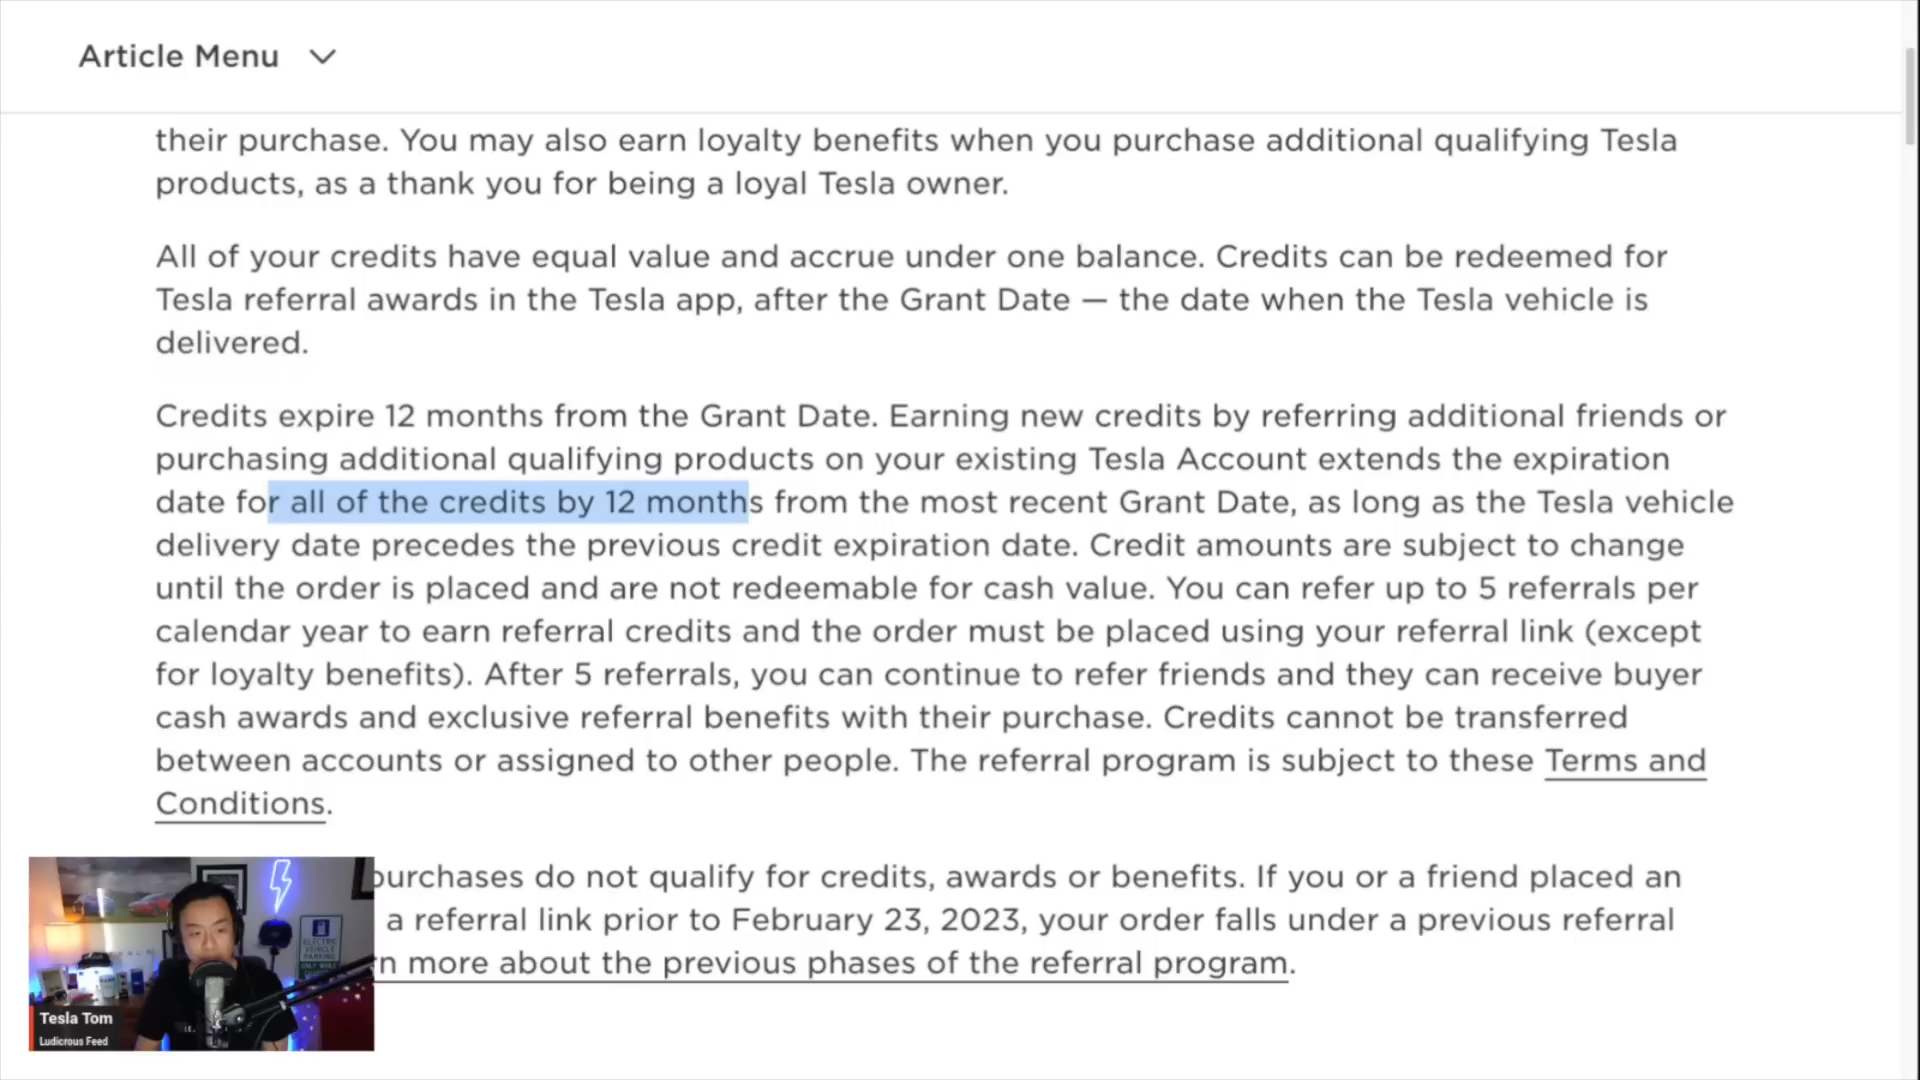 Article Menu
their purchase. You may also earn loyalty benefits when you purchase additional qualifying Tesla
products, as a thank you for being a loyal Tesla owner.
All of your credits have equal value and accrue under one balance. Credits can be redeemed for
Tesla referral awards in the Tesla app, after the Grant Date — the date when the Tesla vehicle is
delivered.
Credits expire 12 months from the Grant Date. Earning new credits by referring additional friends or
purchasing additional qualifying products on your existing Tesla Account extends the expiration
date for all of the credits by 12 months from the most recent Grant Date, as long as the Tesla vehicle
delivery date precedes the previous credit expiration date. Credit amounts are subject to change
until the order is placed and are not redeemable for cash value. You can refer up to 5 referrals per
calendar year to earn referral credits and the order must be placed using your referral link (except
for loyalty benefits). After 5 referrals, you can continue to refer friends and they can receive buyer
cash awards and exclusive referral benefits with their purchase. Credits cannot be transferred
between accounts or assigned to other people. The referral program is subject to these Terms and
Conditions.
purchases do not qualify for credits, awards or benefits. If you or a friend placed an
a referral link prior to February 23, 2023, your order falls under a previous referral
n more about the previous phases of the referral program.
ELECTRIC
VEHICLE
PARKING
Tesla Tom
Ludicrous Feed